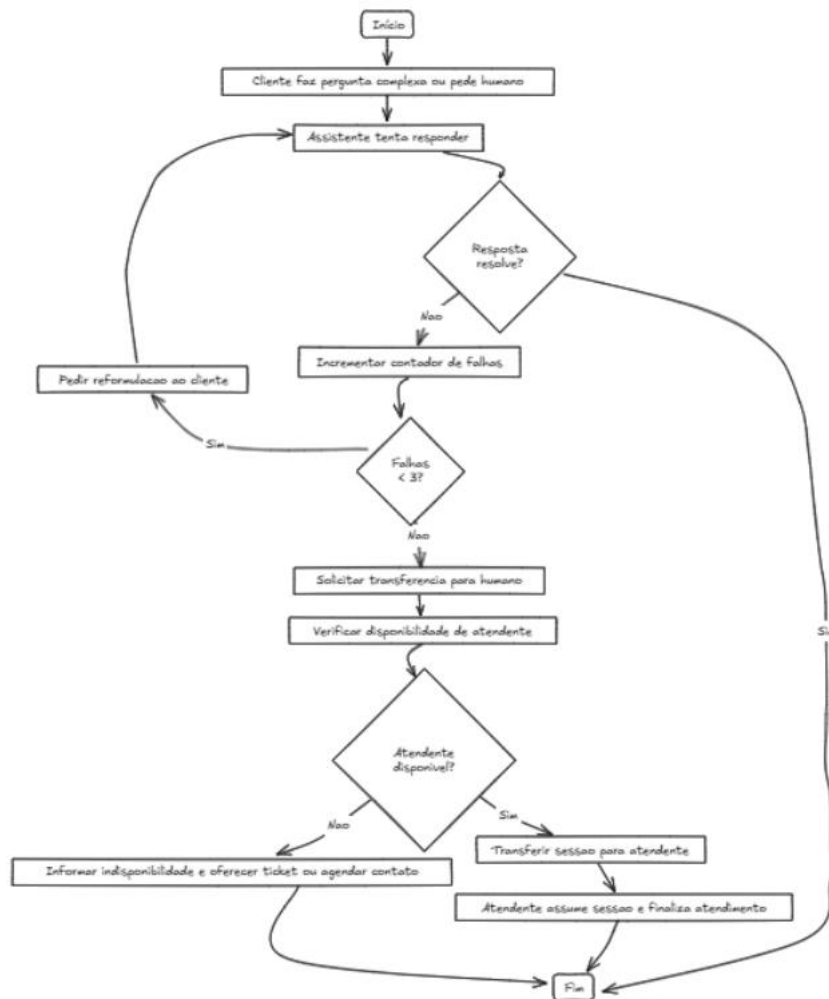 Início
Cliente faz pergunta complexa ou pede humano
Assistente tenta responder
Resposta
resolve?
Nao
Incrementar contador de falhas
Pedir reformulacao ao cliente
Sim
Falhas
< 3?
Nao
Solicitar transferencia para humano
Verificar disponibilidade de atendente
Sim
Atendente
disponivel?
Nao
Sim
Transferir sessao para atendente
Informar indisponibilidade e oferecer ticket ou agendar contato
Atendente assume sessao e finaliza atendimento
Fim